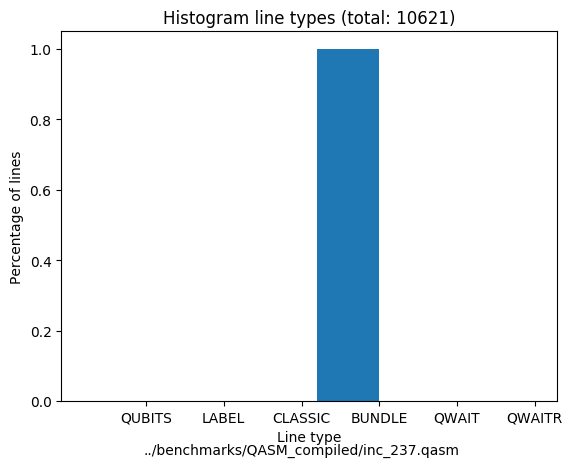 Histogram line types (total: 10621)
Percentage of lines
1.0
0.8
0.6
0.4
0.2
0.0
QUBITS LABEL CLASSIC BUNDLE QWAIT QWAITR
Line type
../benchmarks/QASM_compiled/inc_237.qasm